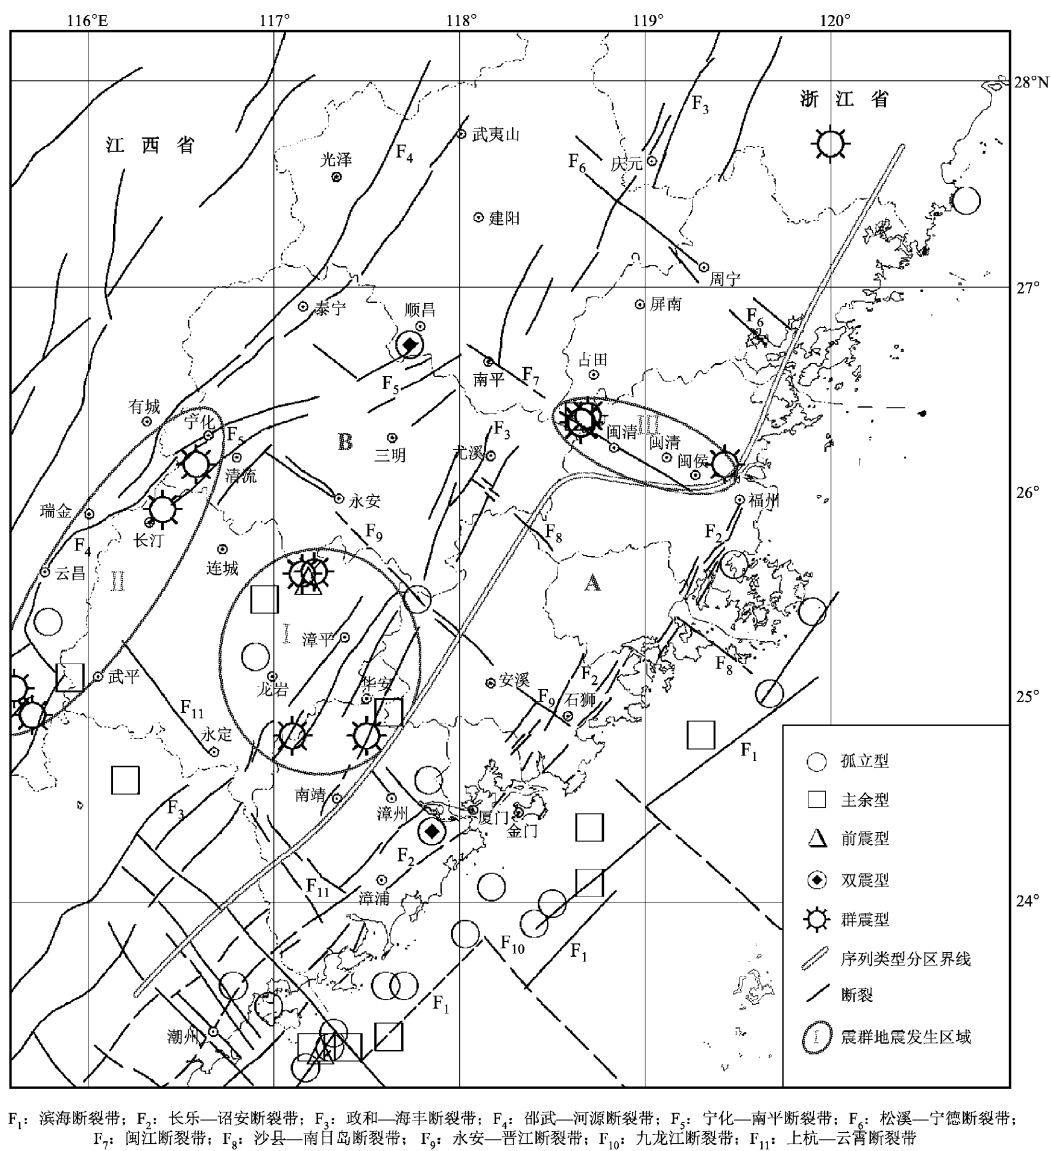 116°E 117° 118° 119° 120°
28°N
浙江省
F3
江西省
武夷山
F4
光泽
F6
庆元
建阳
周宁
27°
泰宁
顺昌
屏南
F6
占田
F5
南平
F7
有城
宁化
F5
B
F3
III
闽清
闽清
三明
尤溪
闽侯
清流
26°
瑞金
永安
福州
长汀
F9
F8
F2
F4
连城
云昌
II
A
I
漳平
F8
武平
龙岩
华安
安溪
F2
25°
F11
F9
石狮
永定
F1
孤立型
南靖
漳州
厦门
金门
主余型
F3
F2
前震型
F11
漳浦
双震型
24°
群震型
F10
F1
序列类型分区界线
F1
断裂
潮州
I
震群地震发生区域
F1：滨海断裂带；F2：长乐—诏安断裂带；F3：政和—海丰断裂带；F4：邵武—河源断裂带；F5：宁化—南平断裂带；F6：松溪—宁德断裂带；
F7：闽江断裂带；F8：沙县—南日岛断裂带；F9：永安—晋江断裂带；F10：九龙江断裂带；F11：上杭—云霄断裂带